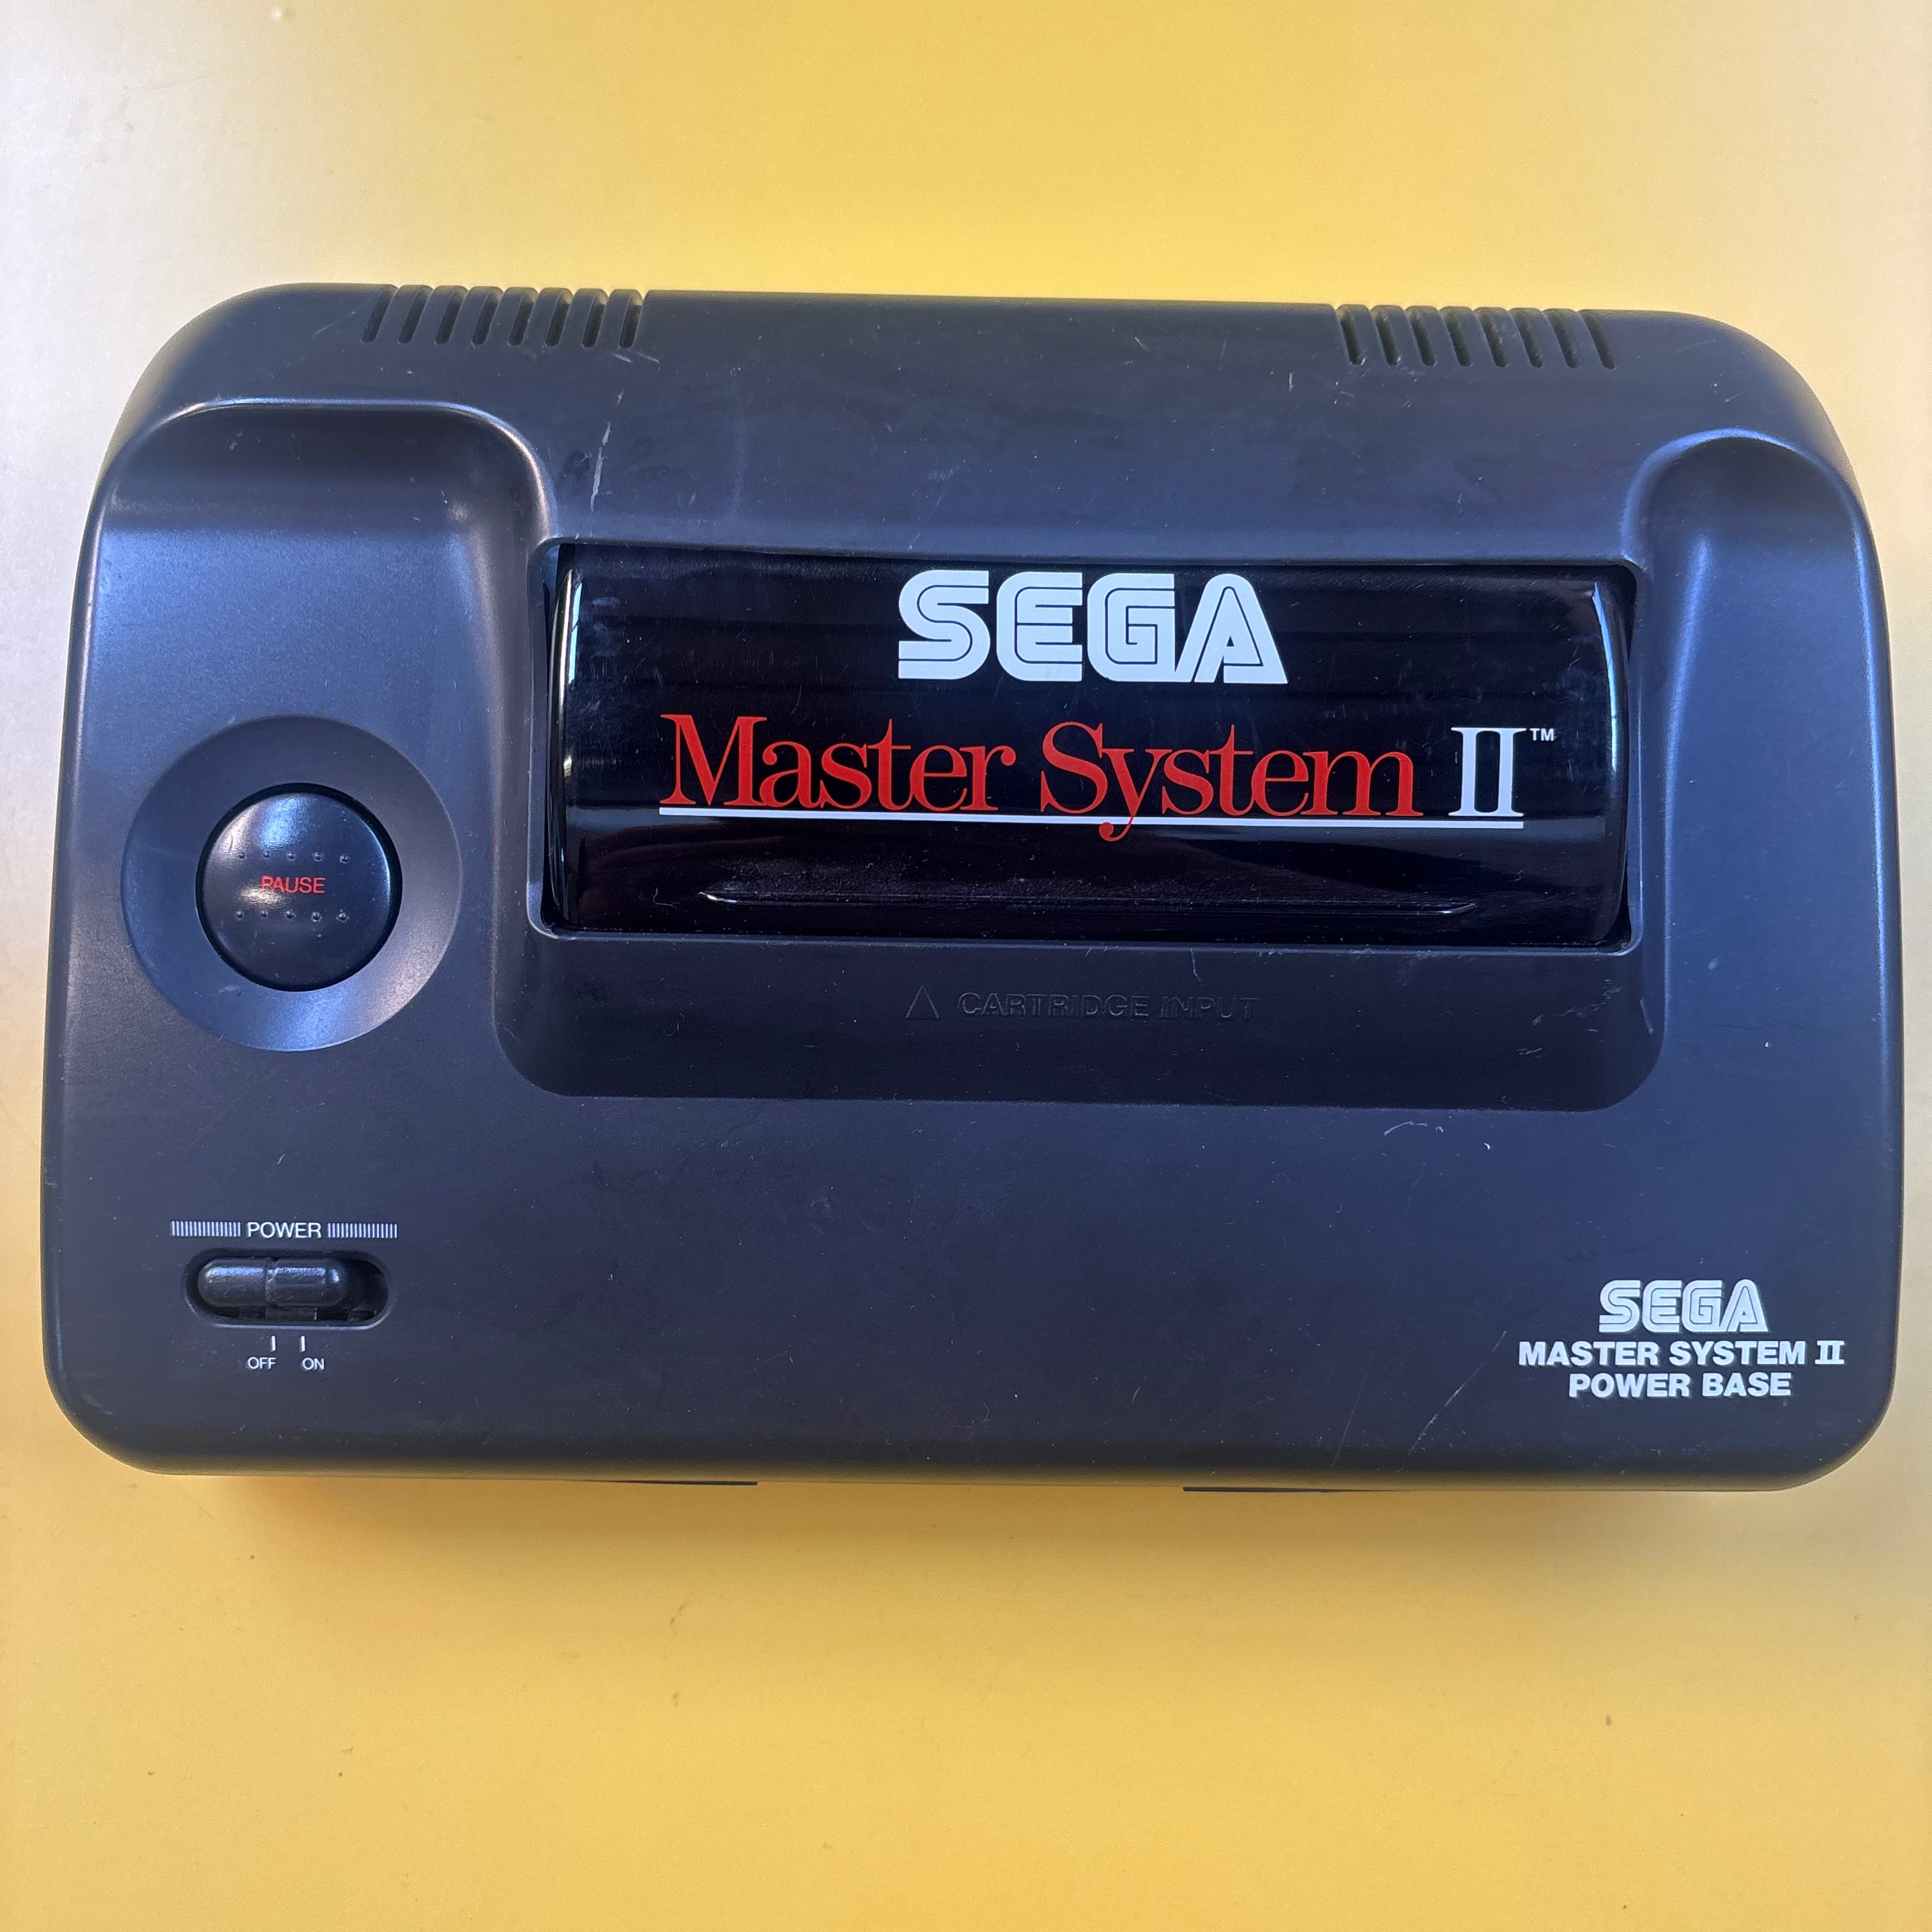 SEGA
Master System II™
PAUSE
△ CARTRIDGE INPUT
POWER
OFF ON
SEGA
MASTER SYSTEM II
POWER BASE